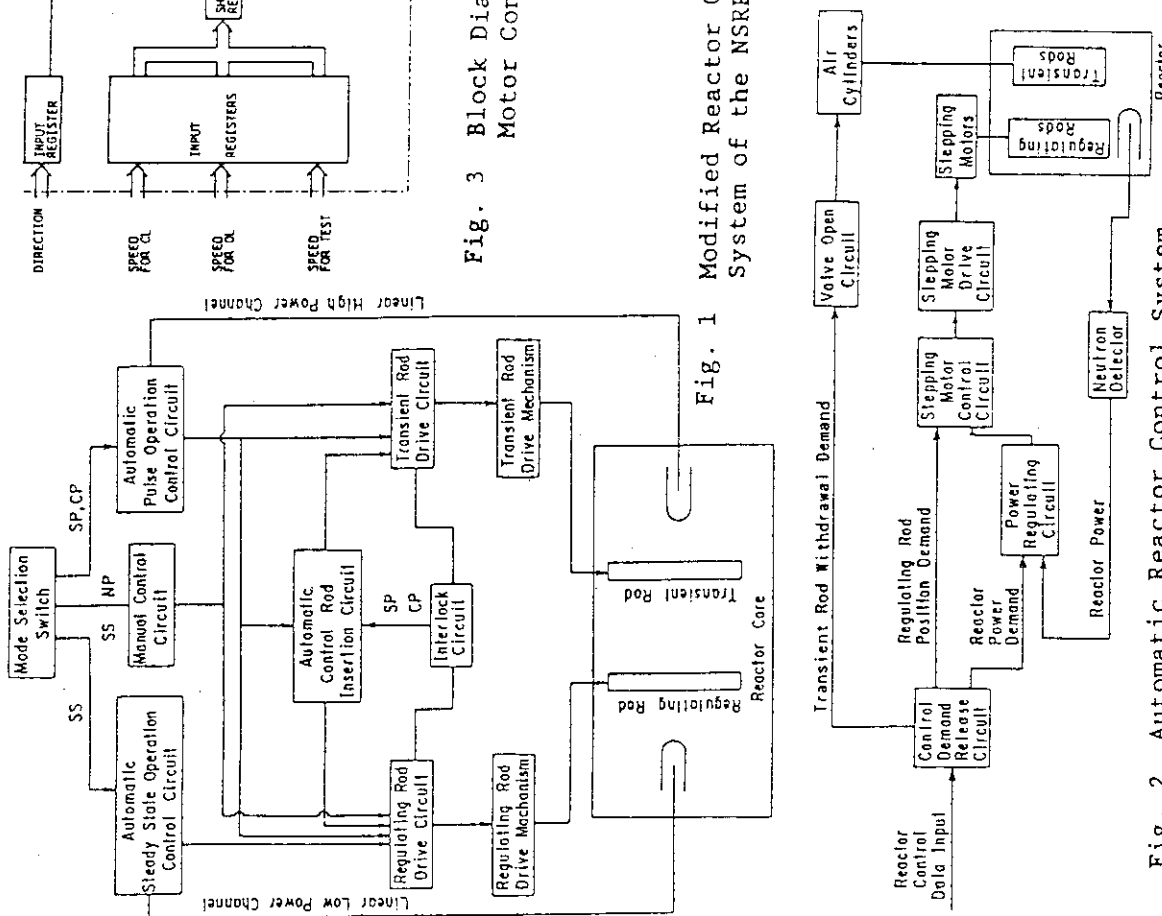 DIRECTION
INPUT
REGISTER
SPEED
FOR CL
SPEED
FOR OL
SPEED
FOR TEST
INPUT
REGISTERS
SH
RE
Fig. 3 Block Dia
Motor Con
Mode Selection
Switch
SS
SS
NP
SP,CP
Automatic
Steady State Operation
Control Circuit
Manual Control
Circuit
Automatic
Pulse Operation
Control Circuit
Linear Low Power Channel
Linear High Power Channel
Automatic
Control Rod
Insertion Circuit
SP
CP
Interlock
Circuit
Regulating Rod
Drive Circuit
Transient Rod
Drive Circuit
Regulating Rod
Drive Machanism
Transient Rod
Drive Mechanism
Regulating
Rod
Transient Rod
Reactor Core
Fig. 1 Modified Reactor C
System of the NSRR
Reactor
Control
Data Input
Control
Demand
Release
Circuit
Transient Rod Withdrawal Demand
Regulating Rod
Position Demand
Reactor
Power
Demand
Reactor Power
Power
Regulating
Circuit
Stepping
Motor
Control
Circuit
Stepping
Motor
Drive
Circuit
Stepping
Motors
Valve Open
Circuit
Air
Cylinders
Neutron
Detector
Regulating
Rods
Transient
Rods
Reactor
Fig. 2 Automatic Reactor Control System